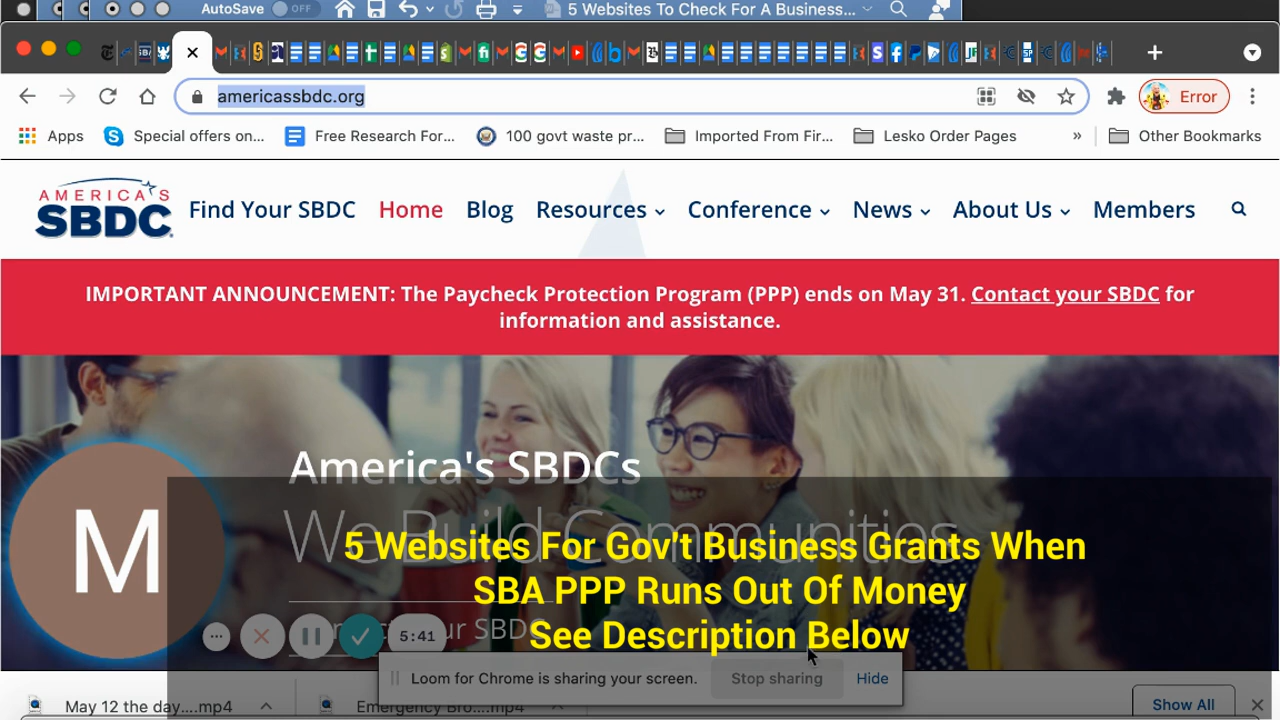 AutoSave OFF 5 Websites To Check For A Business...
americassbdc.org Error
Apps Special offers on... Free Research For... 100 govt waste pr... Imported From Fir... Lesko Order Pages » Other Bookmarks
AMERICA'S
SBDC
Find Your SBDC Home Blog Resources Conference News About Us Members
IMPORTANT ANNOUNCEMENT: The Paycheck Protection Program (PPP) ends on May 31. Contact your SBDC for
information and assistance.
America's SBDCs
We Build Communities
M
5 Websites For Gov't Business Grants When
SBA PPP Runs Out Of Money
See Description Below
5:41
ur SBDC
Loom for Chrome is sharing your screen. Stop sharing Hide
May 12 the day....mp4 Emergency Bro....mp4 Show All